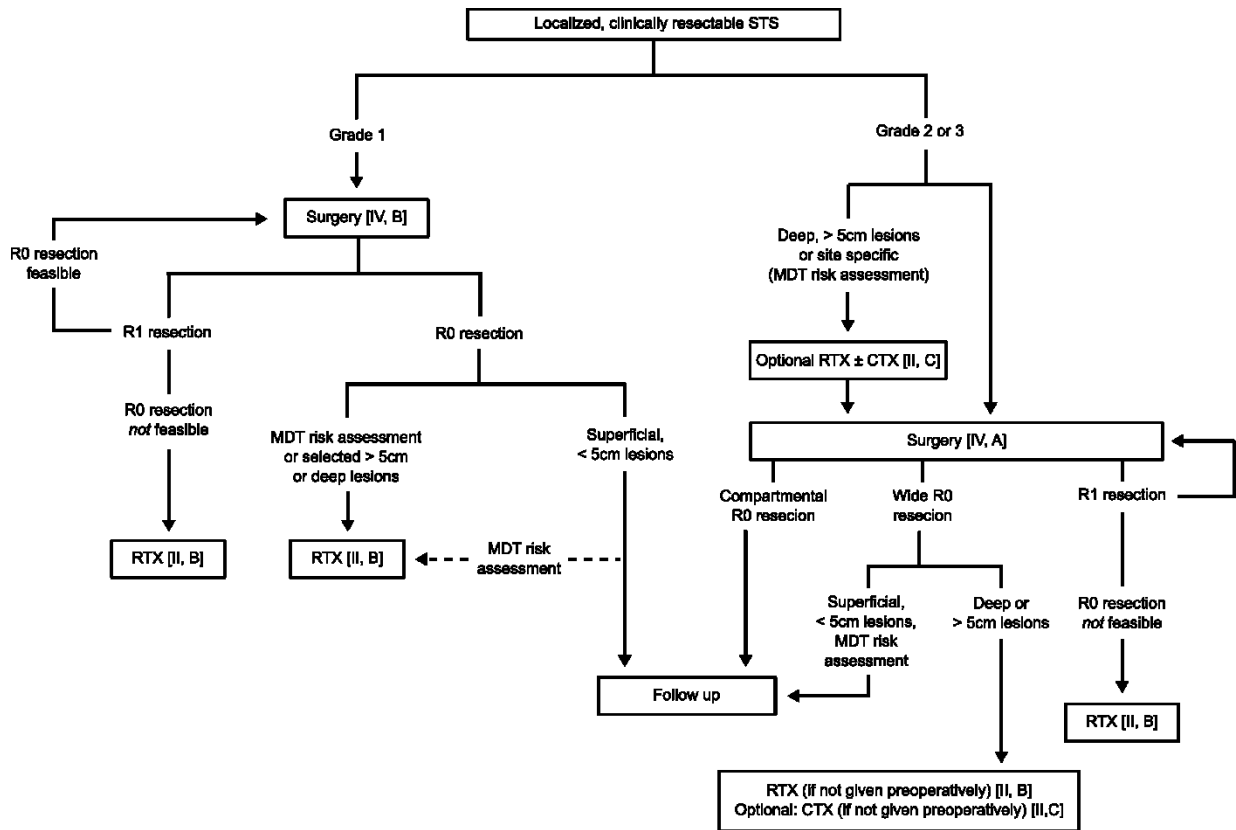 Localized, clinically resectable STS
Grade 1
Grade 2 or 3
Surgery [IV, B]
R0 resection
feasible
R1 resection
R0 resection
R0 resection
not feasible
MDT risk assessment
or selected > 5cm
or deep lesions
Superficial,
< 5cm lesions
RTX [II, B]
RTX [II, B]
MDT risk
assessment
Deep, > 5cm lesions
or site specific
(MDT risk assessment)
Optional RTX ± CTX [II, C]
Surgery [IV, A]
Compartmental
R0 resecion
Wide R0
resecion
R1 resection
Superficial,
< 5cm lesions,
MDT risk
assessment
Deep or
> 5cm lesions
R0 resection
not feasible
Follow up
RTX [II, B]
RTX (if not given preoperatively) [II, B]
Optional: CTX (if not given preoperatively) [II,C]